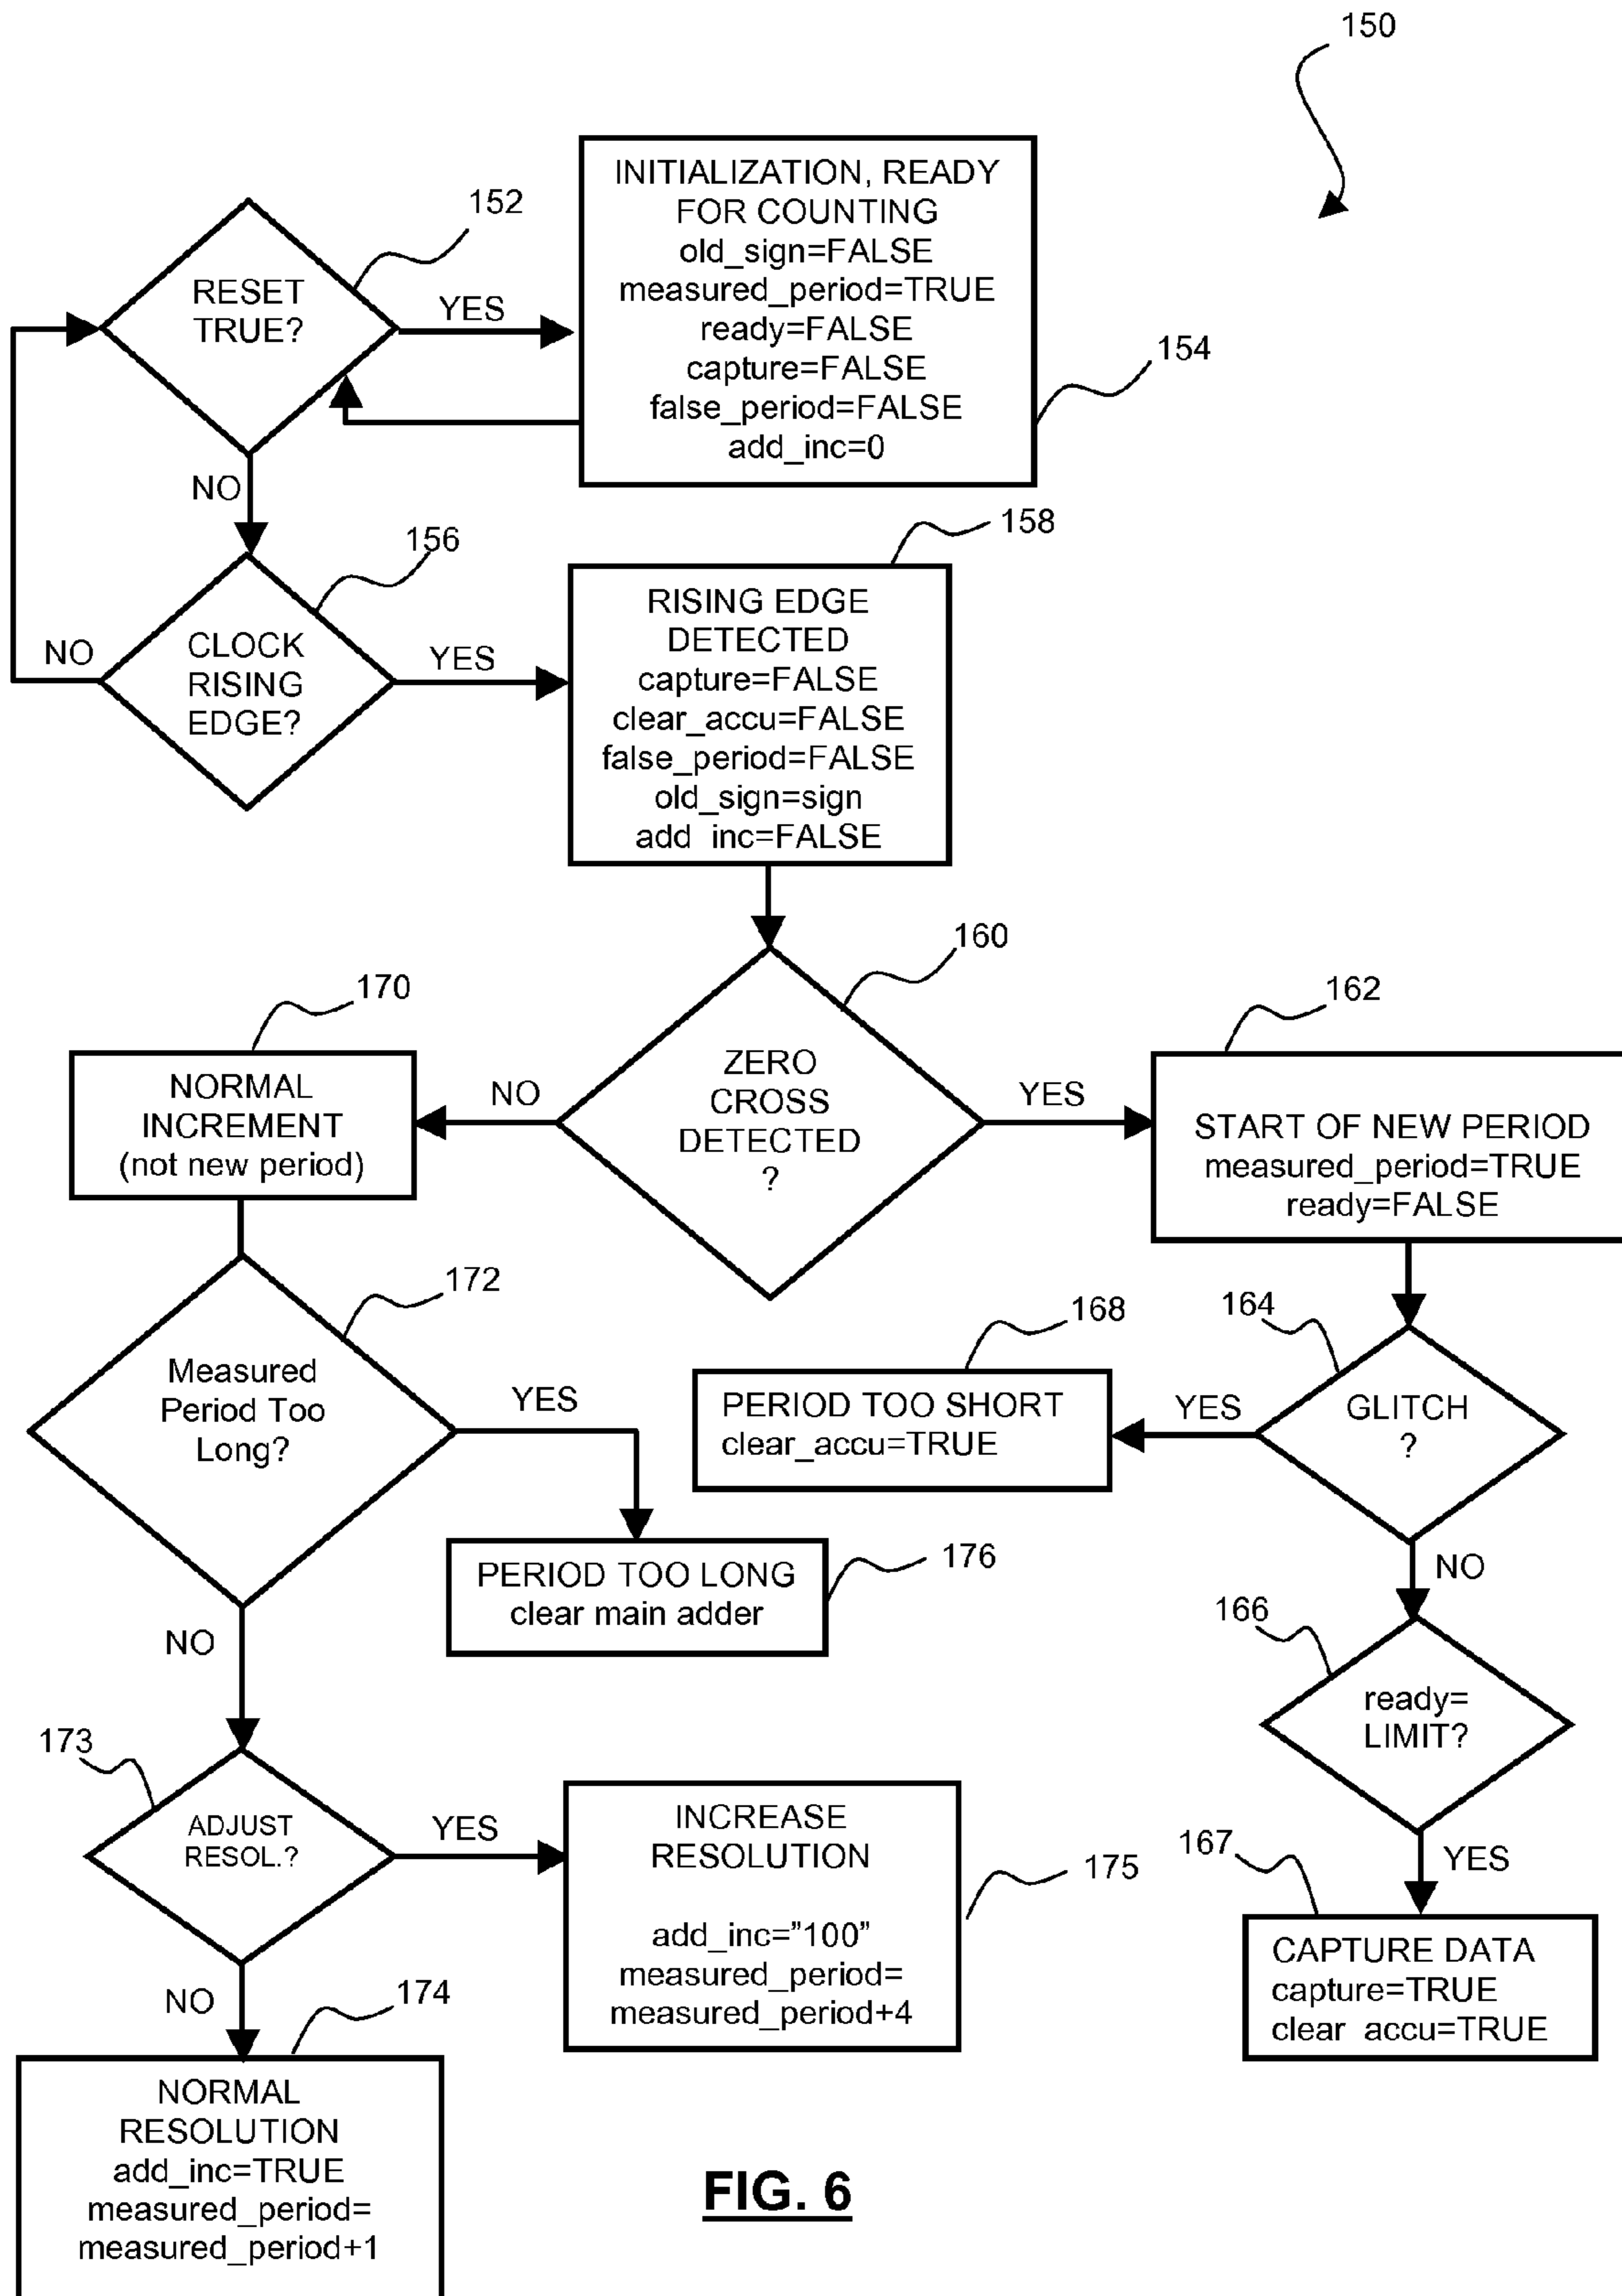 150
152
RESET
TRUE?
YES
INITIALIZATION, READY
FOR COUNTING
old_sign=FALSE
measured_period=TRUE
ready=FALSE
capture=FALSE
false_period=FALSE
add_inc=0
154
NO
156
CLOCK
RISING
EDGE?
NO
YES
158
RISING EDGE
DETECTED
capture=FALSE
clear_accu=FALSE
false_period=FALSE
old_sign=sign
add inc=FALSE
160
ZERO
CROSS
DETECTED
?
NO
YES
170
NORMAL
INCREMENT
(not new period)
162
START OF NEW PERIOD
measured_period=TRUE
ready=FALSE
172
Measured
Period Too
Long?
YES
NO
168
PERIOD TOO SHORT
clear_accu=TRUE
YES
164
GLITCH
?
NO
176
PERIOD TOO LONG
clear main adder
166
ready=
LIMIT?
YES
173
ADJUST
RESOL.?
YES
NO
INCREASE
RESOLUTION
add_inc="100"
measured_period=
measured_period+4
175
167
CAPTURE DATA
capture=TRUE
clear accu=TRUE
174
NORMAL
RESOLUTION
add_inc=TRUE
measured_period=
measured_period+1
FIG. 6